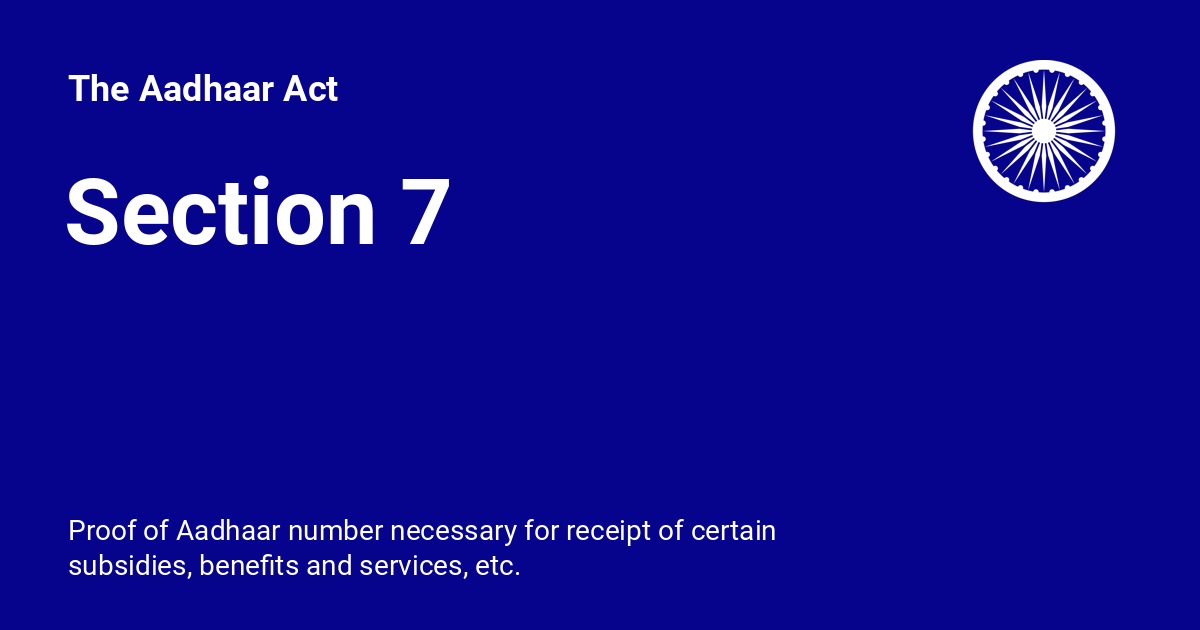 The Aadhaar Act
Section 7
Proof of Aadhaar number necessary for receipt of certain
subsidies, benefits and services, etc.